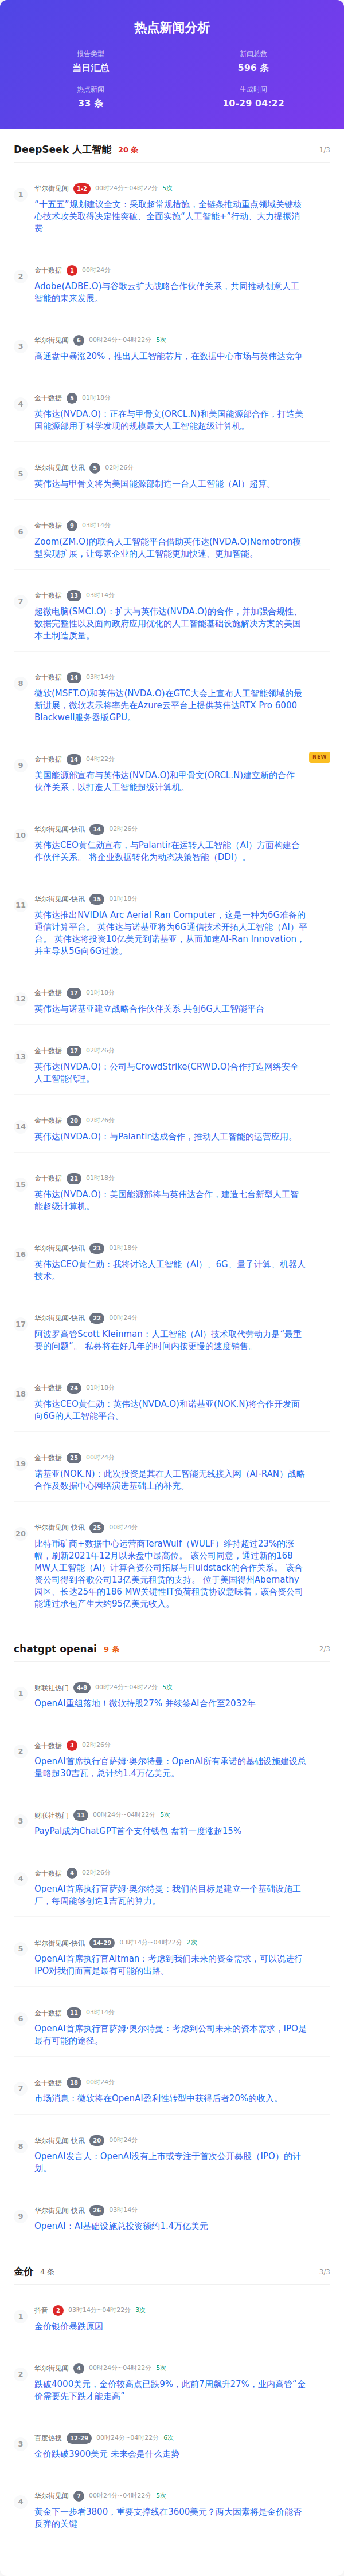 热点新闻分析
报告类型
当日汇总
新闻总数
596 条
热点新闻
33 条
生成时间
10-29 04:22
DeepSeek 人工智能 20 条 1/3
1 华尔街见闻 1-2 00时24分~04时22分 5次
“十五五”规划建议全文：采取超常规措施，全链条推动重点领域关键核
心技术攻关取得决定性突破、全面实施“人工智能+”行动、大力提振消
费
2 金十数据 1 00时24分
Adobe(ADBE.O)与谷歌云扩大战略合作伙伴关系，共同推动创意人工
智能的未来发展。
3 华尔街见闻 6 00时24分~04时22分 5次
高通盘中暴涨20%，推出人工智能芯片，在数据中心市场与英伟达竞争
4 金十数据 5 01时18分
英伟达(NVDA.O)：正在与甲骨文(ORCL.N)和美国能源部合作，打造美
国能源部用于科学发现的规模最大人工智能超级计算机。
5 华尔街见闻-快讯 5 02时26分
英伟达与甲骨文将为美国能源部制造一台人工智能（AI）超算。
6 金十数据 9 03时14分
Zoom(ZM.O)的联合人工智能平台借助英伟达(NVDA.O)Nemotron模
型实现扩展，让每家企业的人工智能更加快速、更加智能。
7 金十数据 13 03时14分
超微电脑(SMCI.O)：扩大与英伟达(NVDA.O)的合作，并加强合规性、
数据完整性以及面向政府应用优化的人工智能基础设施解决方案的美国
本土制造质量。
8 金十数据 14 03时14分
微软(MSFT.O)和英伟达(NVDA.O)在GTC大会上宣布人工智能领域的最
新进展，微软表示将率先在Azure云平台上提供英伟达RTX Pro 6000
Blackwell服务器版GPU。
9 金十数据 14 04时22分 NEW
美国能源部宣布与英伟达(NVDA.O)和甲骨文(ORCL.N)建立新的合作
伙伴关系，以打造人工智能超级计算机。
10 华尔街见闻-快讯 14 02时26分
英伟达CEO黄仁勋宣布，与Palantir在运转人工智能（AI）方面构建合
作伙伴关系。 将企业数据转化为动态决策智能（DDI）。
11 华尔街见闻-快讯 15 01时18分
英伟达推出NVIDIA Arc Aerial Ran Computer，这是一种为6G准备的
通信计算平台。 英伟达与诺基亚将为6G通信技术开拓人工智能（AI）平
台。 英伟达将投资10亿美元到诺基亚，从而加速AI-Ran Innovation，
并主导从5G向6G过渡。
12 金十数据 17 01时18分
英伟达与诺基亚建立战略合作伙伴关系 共创6G人工智能平台
13 金十数据 17 02时26分
英伟达(NVDA.O)：公司与CrowdStrike(CRWD.O)合作打造网络安全
人工智能代理。
14 金十数据 20 02时26分
英伟达(NVDA.O)：与Palantir达成合作，推动人工智能的运营应用。
15 金十数据 21 01时18分
英伟达(NVDA.O)：美国能源部将与英伟达合作，建造七台新型人工智
能超级计算机。
16 华尔街见闻-快讯 21 01时18分
英伟达CEO黄仁勋：我将讨论人工智能（AI）、6G、量子计算、机器人
技术。
17 华尔街见闻-快讯 22 00时24分
阿波罗高管Scott Kleinman：人工智能（AI）技术取代劳动力是“最重
要的问题”。 私募将在好几年的时间内按更慢的速度销售。
18 金十数据 24 01时18分
英伟达CEO黄仁勋：英伟达(NVDA.O)和诺基亚(NOK.N)将合作开发面
向6G的人工智能平台。
19 金十数据 25 00时24分
诺基亚(NOK.N)：此次投资是其在人工智能无线接入网（AI-RAN）战略
合作及数据中心网络演进基础上的补充。
20 华尔街见闻-快讯 25 00时24分
比特币矿商+数据中心运营商TeraWulf（WULF）维持超过23%的涨
幅，刷新2021年12月以来盘中最高位。 该公司同意，通过新的168
MW人工智能（AI）计算合资公司拓展与Fluidstack的合作关系。 该合
资公司得到谷歌公司13亿美元租赁的支持。 位于美国得州Abernathy
园区、长达25年的186 MW关键性IT负荷租赁协议意味着，该合资公司
能通过承包产生大约95亿美元收入。
chatgpt openai 9 条 2/3
1 财联社热门 4-8 00时24分~04时22分 5次
OpenAI重组落地！微软持股27% 并续签AI合作至2032年
2 金十数据 3 02时26分
OpenAI首席执行官萨姆·奥尔特曼：OpenAI所有承诺的基础设施建设总
量略超30吉瓦，总计约1.4万亿美元。
3 财联社热门 11 00时24分~04时22分 5次
PayPal成为ChatGPT首个支付钱包 盘前一度涨超15%
4 金十数据 4 02时26分
OpenAI首席执行官萨姆·奥尔特曼：我们的目标是建立一个基础设施工
厂，每周能够创造1吉瓦的算力。
5 华尔街见闻-快讯 14-29 03时14分~04时22分 2次
OpenAI首席执行官Altman：考虑到我们未来的资金需求，可以说进行
IPO对我们而言是最有可能的出路。
6 金十数据 11 03时14分
OpenAI首席执行官萨姆·奥尔特曼：考虑到公司未来的资本需求，IPO是
最有可能的途径。
7 金十数据 18 00时24分
市场消息：微软将在OpenAI盈利性转型中获得后者20%的收入。
8 华尔街见闻-快讯 20 00时24分
OpenAI发言人：OpenAI没有上市或专注于首次公开募股（IPO）的计
划。
9 华尔街见闻-快讯 26 03时14分
OpenAI：AI基础设施总投资额约1.4万亿美元
金价 4 条 3/3
1 抖音 2 03时14分~04时22分 3次
金价银价暴跌原因
2 华尔街见闻 4 00时24分~04时22分 5次
跌破4000美元，金价较高点已跌9%，此前7周飙升27%，业内高管“金
价需要先下跌才能走高”
3 百度热搜 12-29 00时24分~04时22分 6次
金价跌破3900美元 未来会是什么走势
4 华尔街见闻 7 00时24分~04时22分 5次
黄金下一步看3800，重要支撑线在3600美元？两大因素将是金价能否
反弹的关键